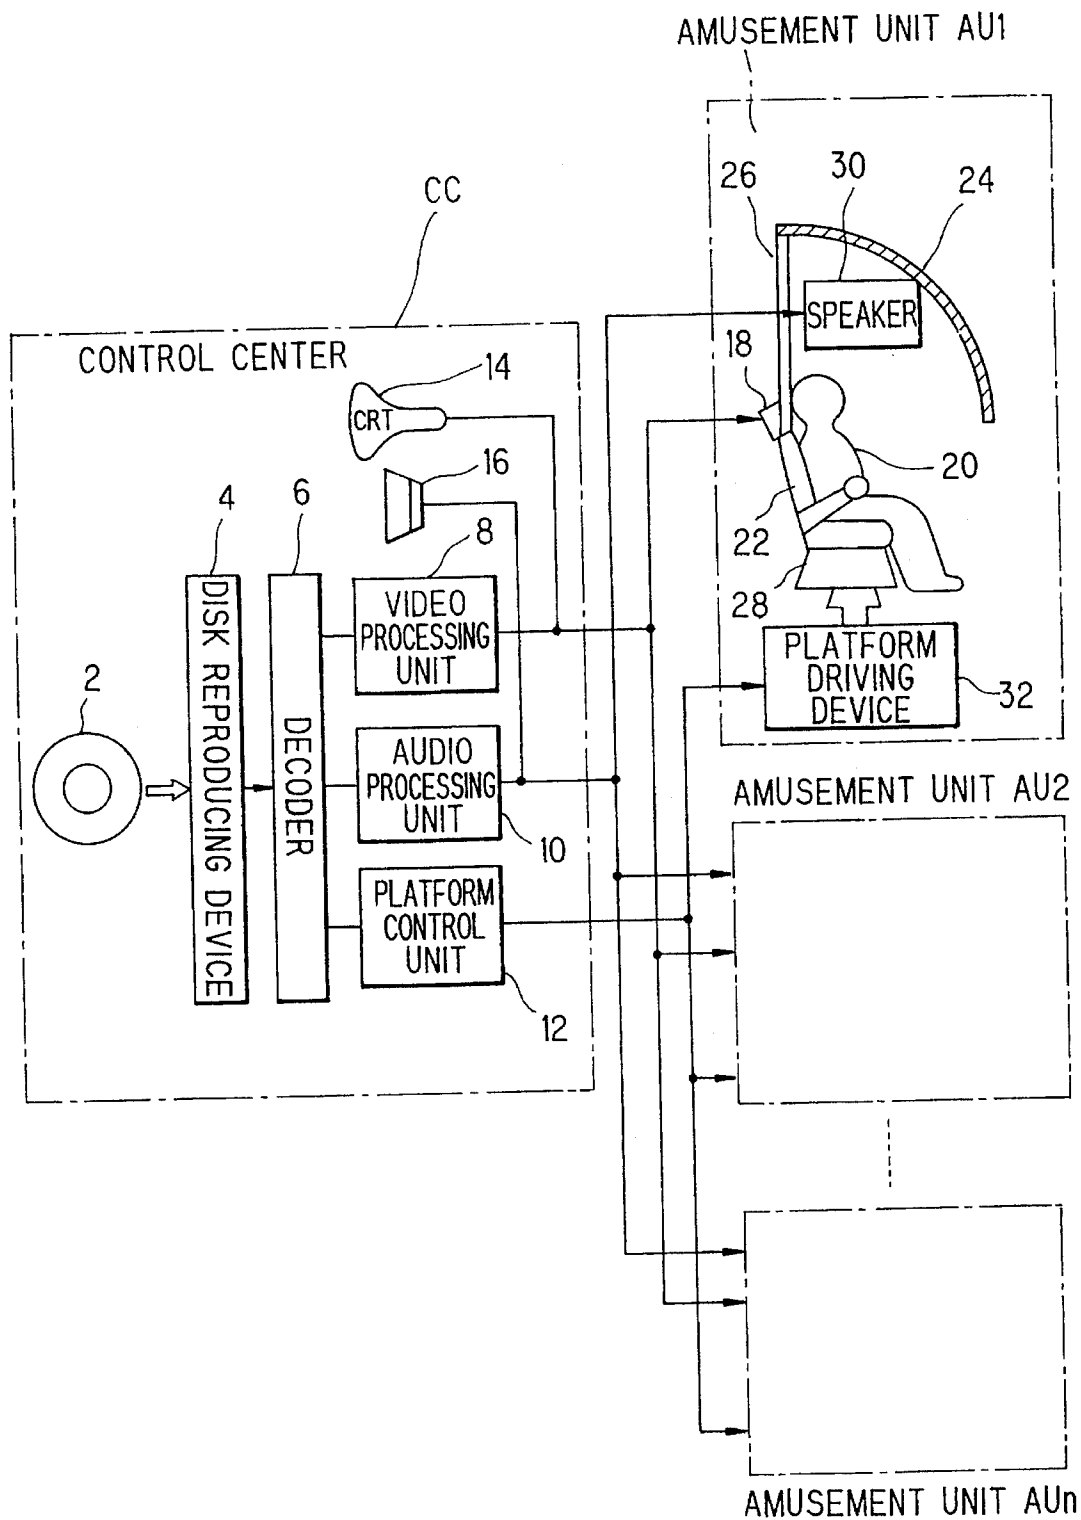 AMUSEMENT UNIT AU1
CC
26
30
24
SPEAKER
18
CONTROL CENTER
14
CRT
16
20
4
6
8
22
28
DISK REPRODUCING DEVICE
DECODER
VIDEO
PROCESSING
UNIT
PLATFORM
DRIVING
DEVICE
32
2
AUDIO
PROCESSING
UNIT
10
AMUSEMENT UNIT AU2
PLATFORM
CONTROL
UNIT
12
AMUSEMENT UNIT AUn